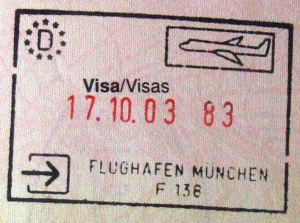 D
Visa/Visas
17.10.03 83
FLUGHAFEN MÜNCHEN
F 138